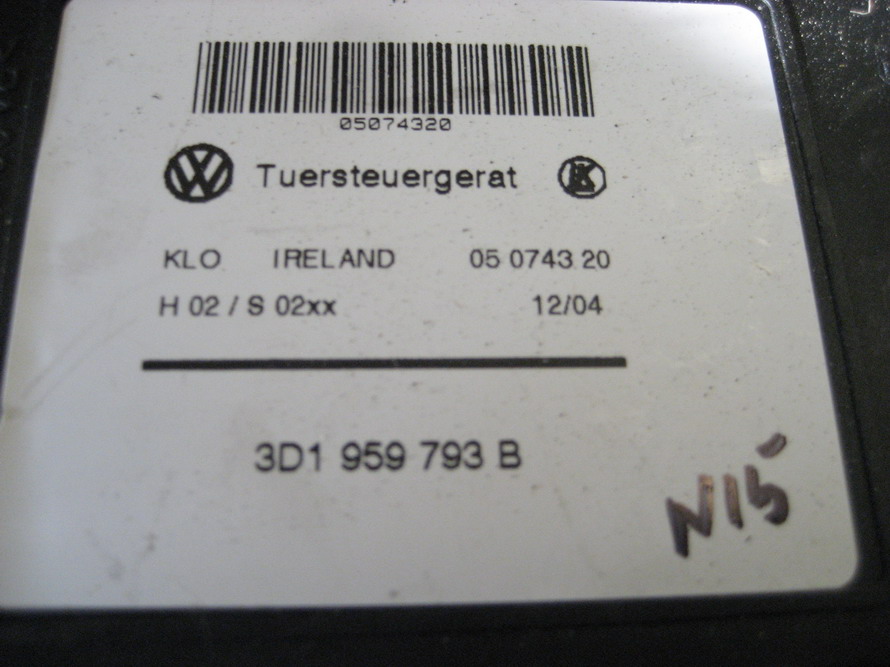 05074320
Tuersteuergerat
KLO IRELAND 05 0743 20
H 02 / S 02xx 12/04
3D1 959 793 B
N15